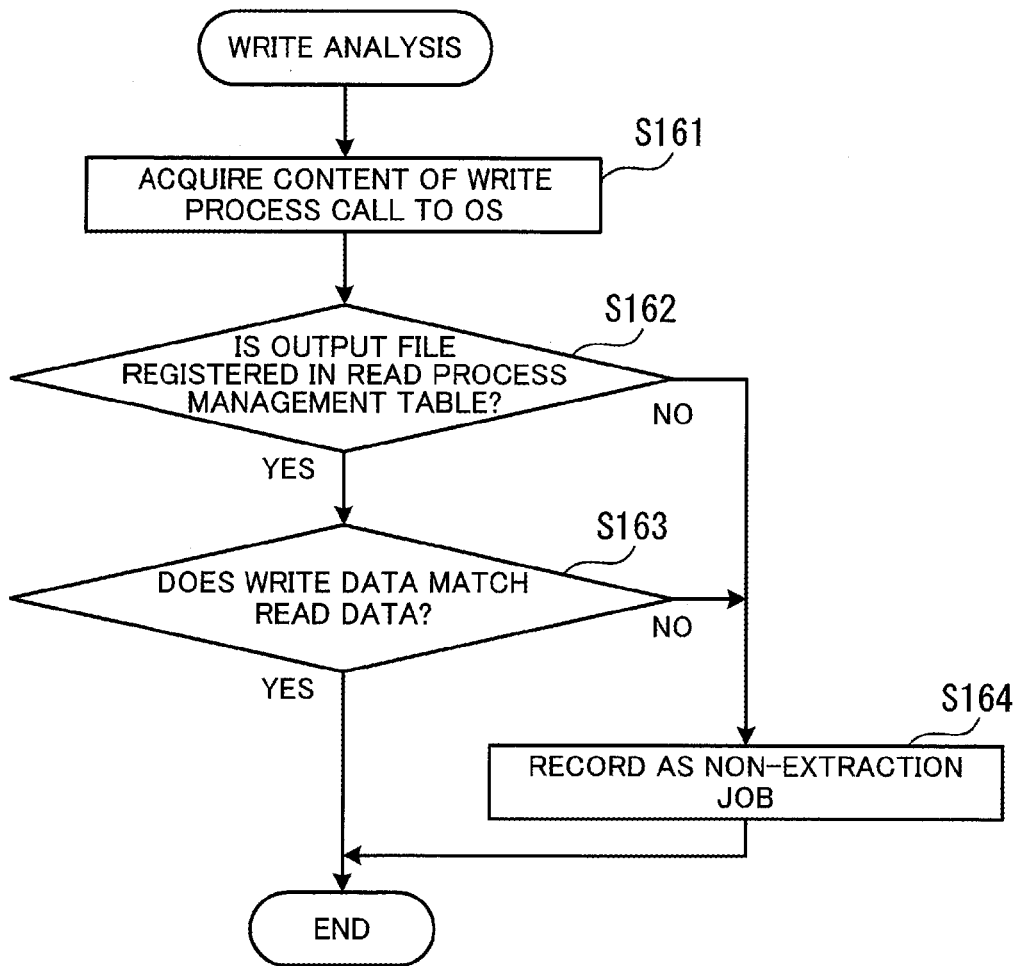 WRITE ANALYSIS
S161
ACQUIRE CONTENT OF WRITE
PROCESS CALL TO OS
S162
IS OUTPUT FILE
REGISTERED IN READ PROCESS
MANAGEMENT TABLE?
NO
YES
S163
DOES WRITE DATA MATCH
READ DATA?
NO
YES
S164
RECORD AS NON-EXTRACTION
JOB
END